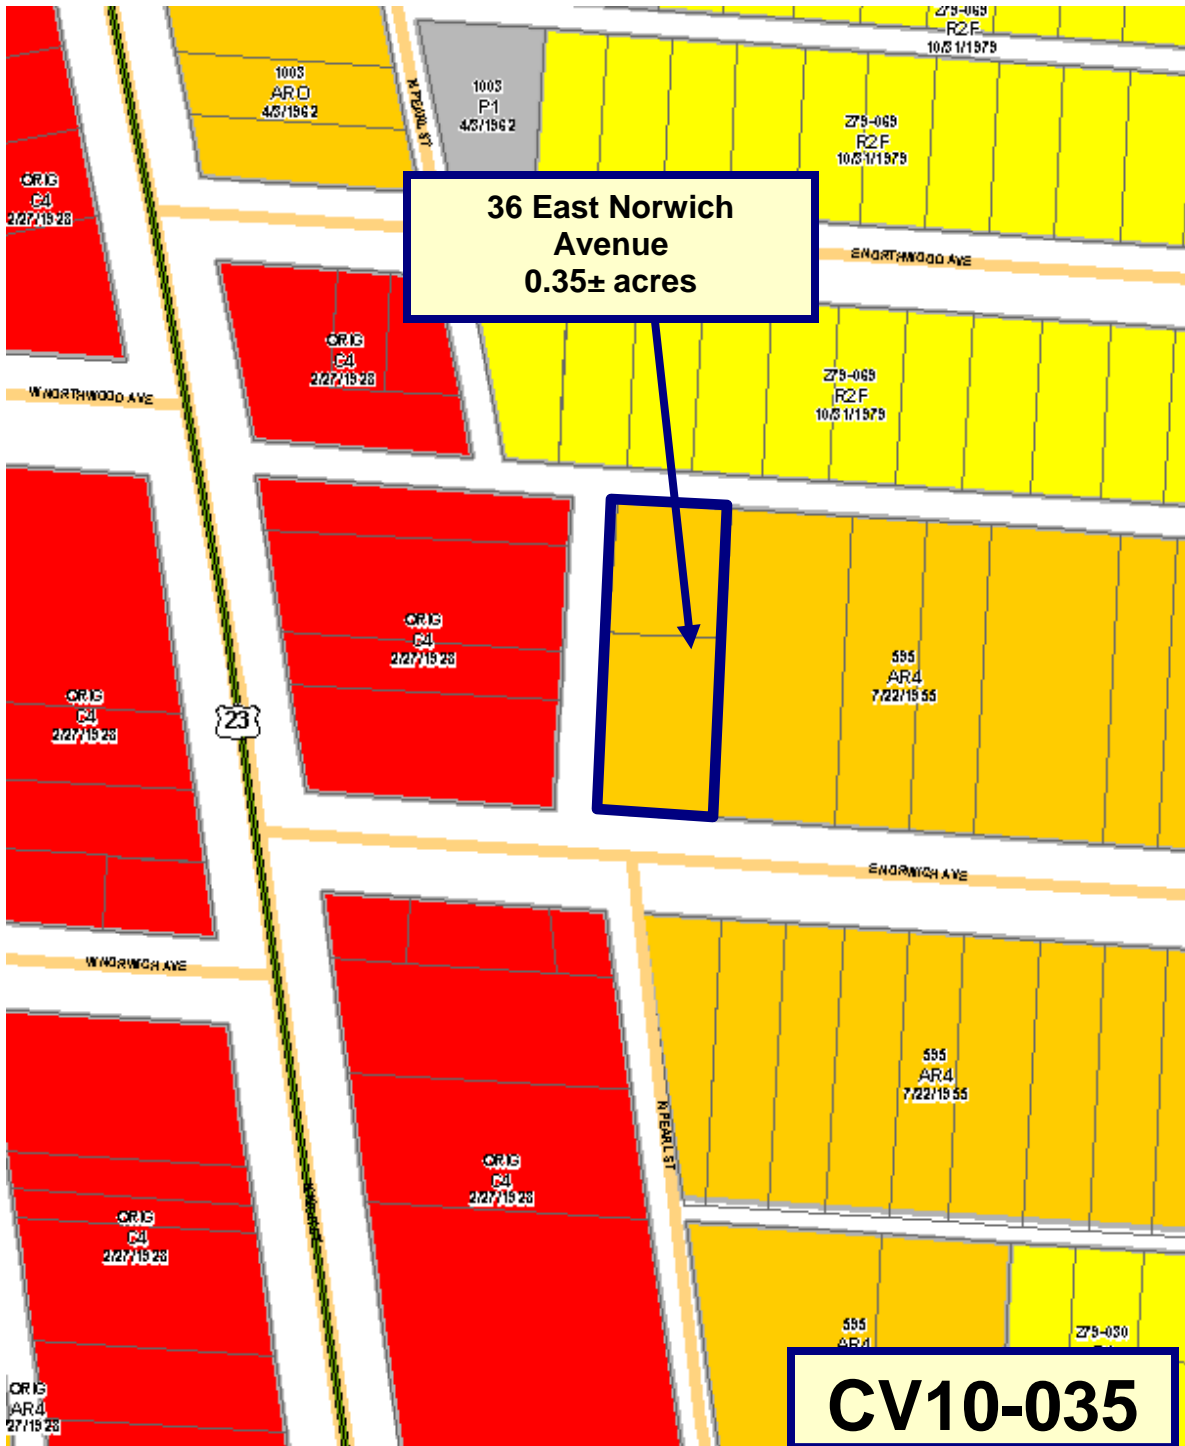 Z79-069
R2F
10/31/1979
1003
ARO
4/3/1962
N PEARL ST
1003
P1
4/3/1962
Z79-069
R2F
10/31/1979
ORIG
C4
2/27/1928
36 East Norwich
Avenue
0.35± acres
E NORTHWOOD AVE
ORIG
C4
2/27/1928
Z79-069
R2F
10/31/1979
W NORTHWOOD AVE
ORIG
C4
2/27/1928
595
AR4
7/22/1955
ORIG
C4
2/27/1928
23
E NORWICH AVE
W NORWICH AVE
595
AR4
7/22/1955
N PEARL ST
ORIG
C4
2/27/1928
ORIG
C4
2/27/1928
595
AR4
Z79-030
ORIG
AR4
27/1928
CV10-035